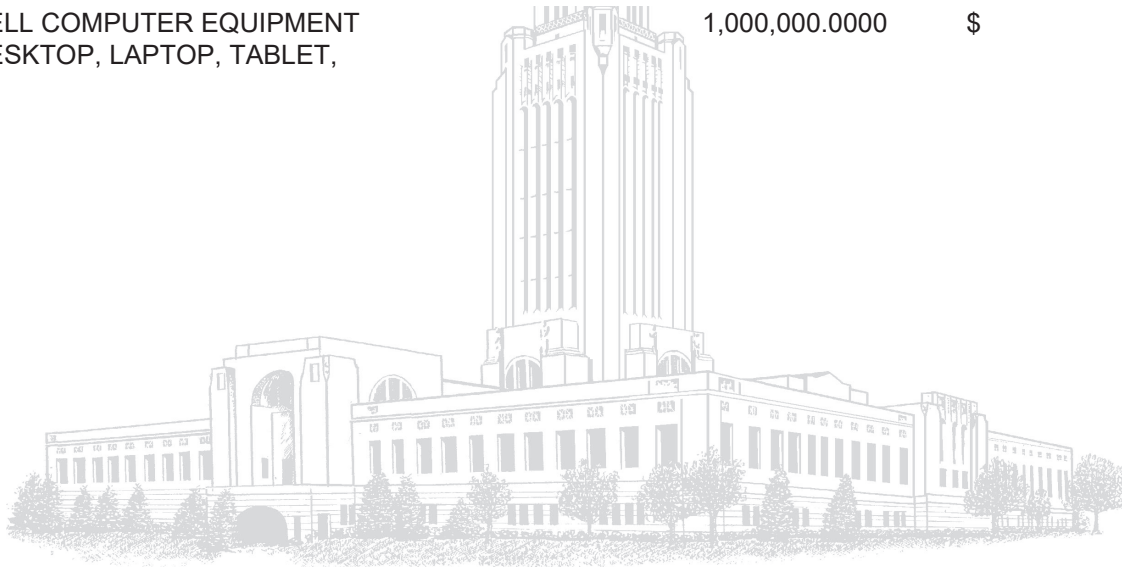 ELL COMPUTER EQUIPMENT 1,000,000.0000 $
ESKTOP, LAPTOP, TABLET,